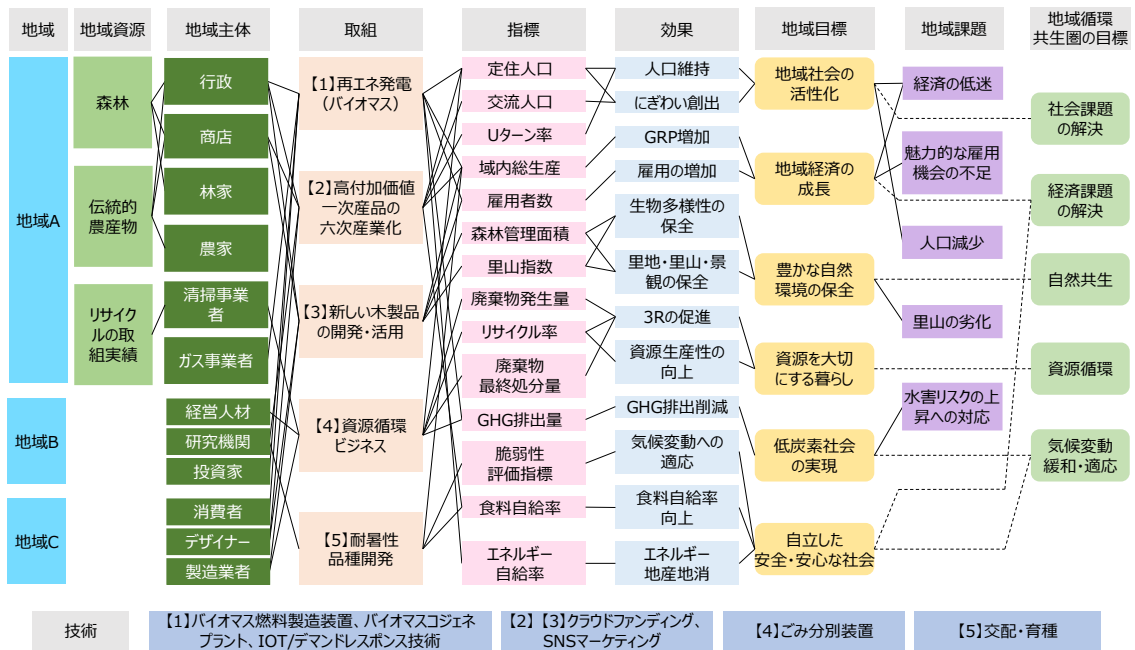 地域
地域資源
地域主体
取組
指標
効果
地域目標
地域課題
地域循環
共生圏の目標
地域A
地域B
地域C
森林
伝統的
農産物
リサイク
ルの取
組実績
行政
商店
林家
農家
清掃事業
者
ガス事業者
経営人材
研究機関
投資家
消費者
デザイナー
製造業者
【1】再エネ発電
(バイオマス)
【2】高付加価値
一次産品の
六次産業化
【3】新しい木製品
の開発・活用
【4】資源循環
ビジネス
【5】耐暑性
品種開発
定住人口
交流人口
Uターン率
域内総生産
雇用者数
森林管理面積
里山指数
廃棄物発生量
リサイクル率
廃棄物
最終処分量
GHG排出量
脆弱性
評価指標
食料自給率
エネルギー
自給率
人口維持
にぎわい創出
GRP増加
雇用の増加
生物多様性の
保全
里地・里山・景
観の保全
3Rの促進
資源生産性の
向上
GHG排出削減
気候変動への
適応
食料自給率
向上
エネルギー
地産地消
地域社会の
活性化
地域経済の
成長
豊かな自然
環境の保全
資源を大切
にする暮らし
低炭素社会
の実現
自立した
安全・安心な社会
経済の低迷
魅力的な雇用
機会の不足
人口減少
里山の劣化
水害リスクの上
昇への対応
社会課題
の解決
経済課題
の解決
自然共生
資源循環
気候変動
緩和・適応
技術
【1】バイオマス燃料製造装置、バイオマスコジェネ
プラント、IOT/デマンドレスポンス技術
【2】【3】クラウドファンディング、
SNSマーケティング
【4】ごみ分別装置
【5】交配・育種